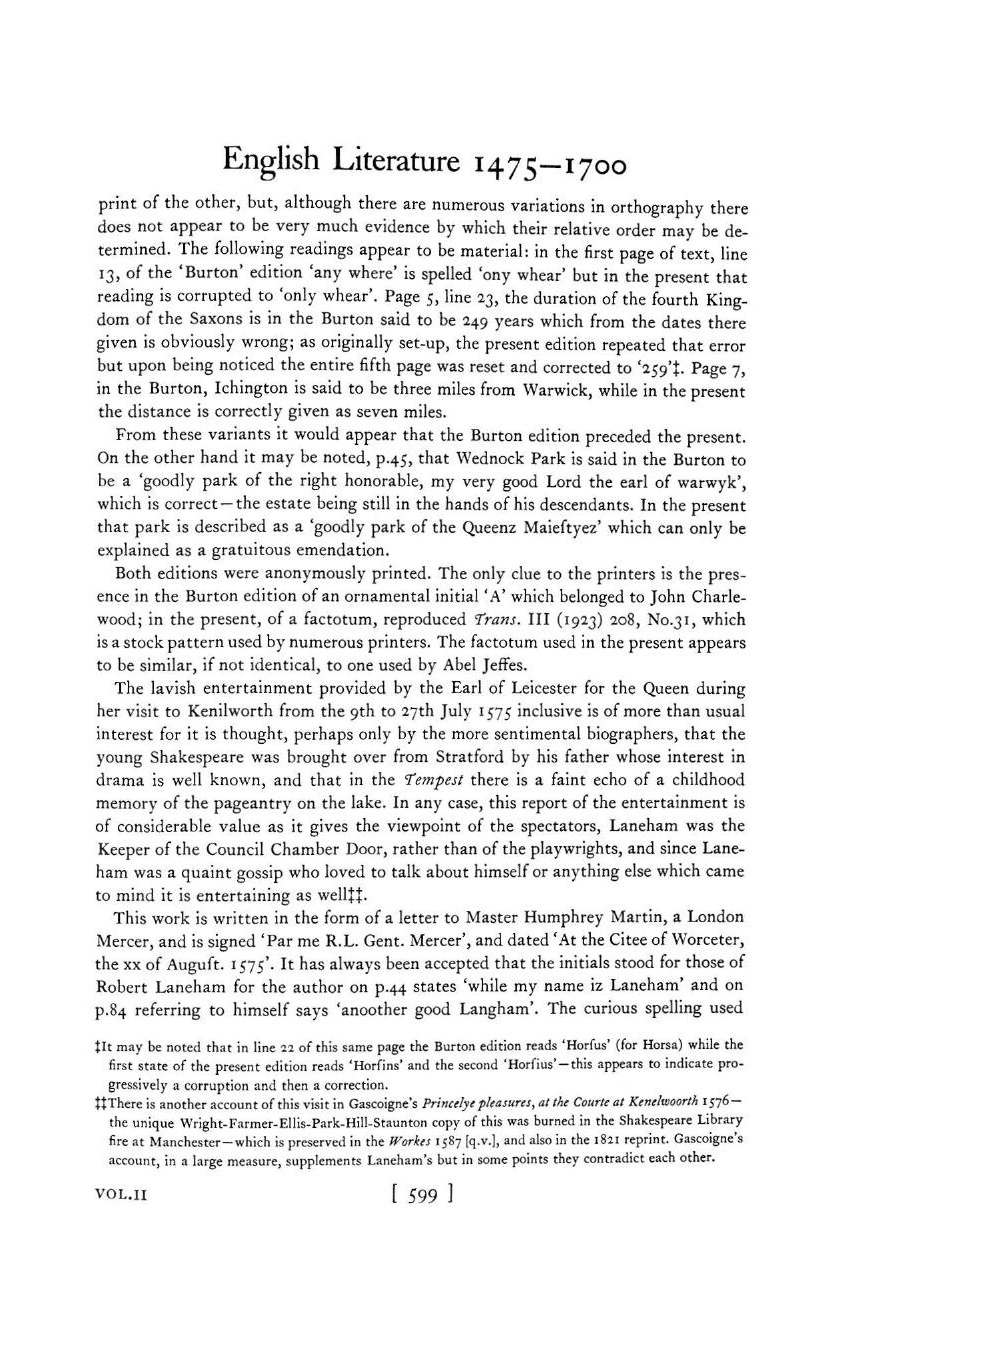 English Literature 1475—1700
print of the other, but, although there are numerous variations in orthography there
does not appear to be very much evidence by which their relative order may be de-
termined. The following readings appear to be material: in the first page of text, line
13, of the ‘Burton’ edition ‘any where’ is spelled ‘ony whear’ but in the present that
reading is corrupted to ‘only whear’. Page 5, line 23, the duration of the fourth King-
dom of the Saxons is in the Burton said to be 249 years which from the dates there
given is obviously wrong; as originally set-up, the present edition repeated that error
but upon being noticed the entire fifth page was reset and corrected to ‘259’‡. Page 7,
in the Burton, Ichington is said to be three miles from Warwick, while in the present
the distance is correctly given as seven miles.
From these variants it would appear that the Burton edition preceded the present.
On the other hand it may be noted, p.45, that Wednock Park is said in the Burton to
be a ‘goodly park of the right honorable, my very good Lord the earl of warwyk’,
which is correct—the estate being still in the hands of his descendants. In the present
that park is described as a ‘goodly park of the Queenz Maieſtyez’ which can only be
explained as a gratuitous emendation.
Both editions were anonymously printed. The only clue to the printers is the pres-
ence in the Burton edition of an ornamental initial ‘A’ which belonged to John Charle-
wood; in the present, of a factotum, reproduced Trans. III (1923) 208, No.31, which
is a stock pattern used by numerous printers. The factotum used in the present appears
to be similar, if not identical, to one used by Abel Jeffes.
The lavish entertainment provided by the Earl of Leicester for the Queen during
her visit to Kenilworth from the 9th to 27th July 1575 inclusive is of more than usual
interest for it is thought, perhaps only by the more sentimental biographers, that the
young Shakespeare was brought over from Stratford by his father whose interest in
drama is well known, and that in the Tempest there is a faint echo of a childhood
memory of the pageantry on the lake. In any case, this report of the entertainment is
of considerable value as it gives the viewpoint of the spectators, Laneham was the
Keeper of the Council Chamber Door, rather than of the playwrights, and since Lane-
ham was a quaint gossip who loved to talk about himself or anything else which came
to mind it is entertaining as well‡‡.
This work is written in the form of a letter to Master Humphrey Martin, a London
Mercer, and is signed ‘Par me R.L. Gent. Mercer’, and dated ‘At the Citee of Worceter,
the xx of Auguſt. 1575’. It has always been accepted that the initials stood for those of
Robert Laneham for the author on p.44 states ‘while my name iz Laneham’ and on
p.84 referring to himself says ‘anoother good Langham’. The curious spelling used
‡It may be noted that in line 22 of this same page the Burton edition reads ‘Horſus’ (for Horsa) while the
first state of the present edition reads ‘Horſins’ and the second ‘Horſius’—this appears to indicate pro-
gressively a corruption and then a correction.
‡‡There is another account of this visit in Gascoigne’s Princelye pleasures, at the Courte at Kenelwoorth 1576—
the unique Wright-Farmer-Ellis-Park-Hill-Staunton copy of this was burned in the Shakespeare Library
fire at Manchester—which is preserved in the Workes 1587 [q.v.], and also in the 1821 reprint. Gascoigne’s
account, in a large measure, supplements Laneham’s but in some points they contradict each other.
VOL.II
[ 599 ]